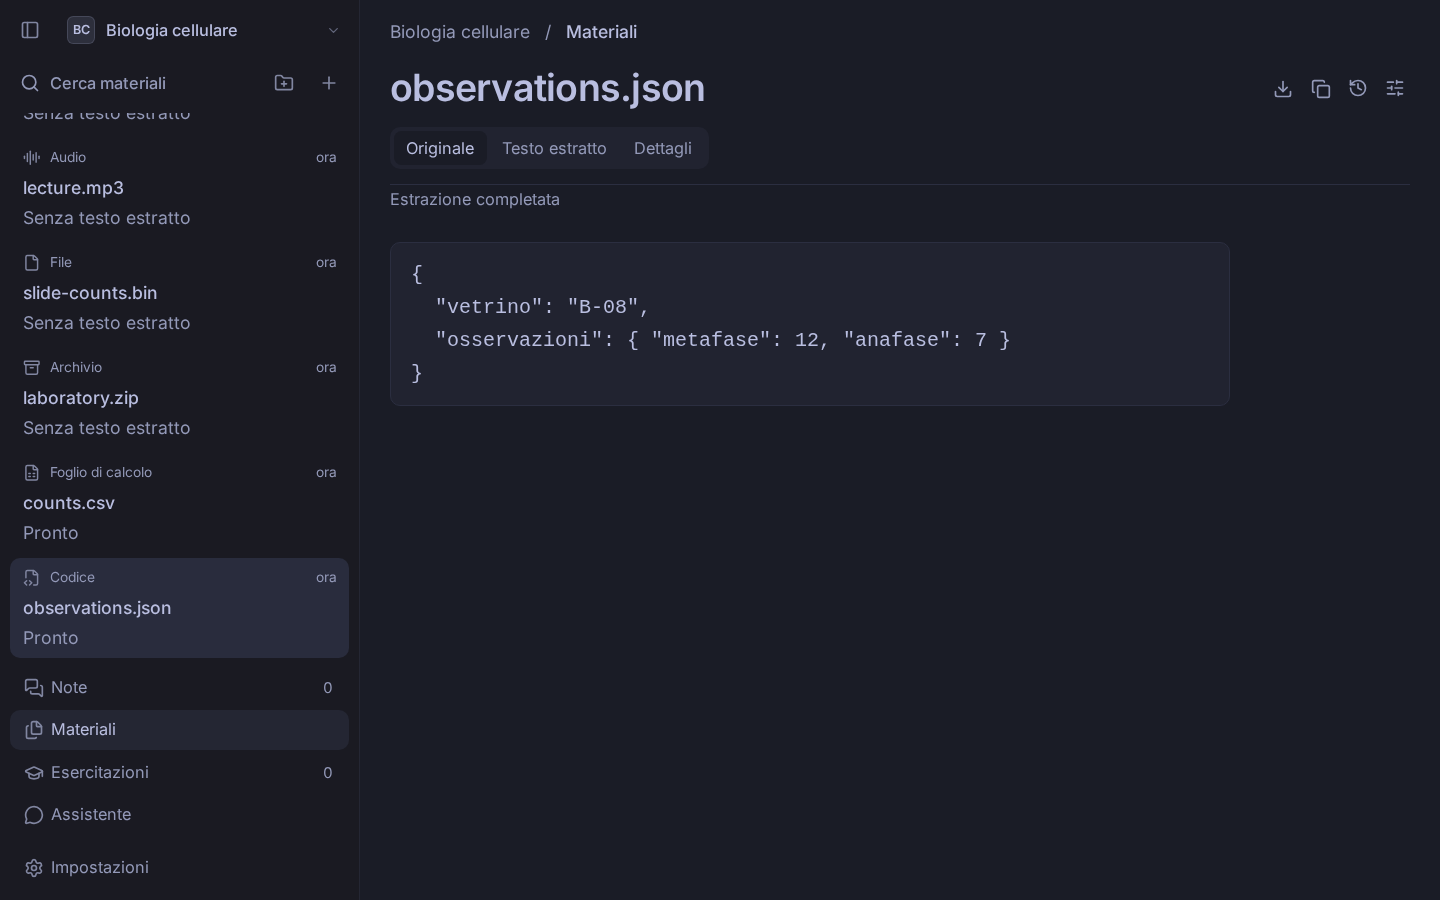 BC Biologia cellulare
Cerca materiali
Senza testo estratto
Audio ora
lecture.mp3
Senza testo estratto
File ora
slide-counts.bin
Senza testo estratto
Archivio ora
laboratory.zip
Senza testo estratto
Foglio di calcolo ora
counts.csv
Pronto
Codice ora
observations.json
Pronto
Note 0
Materiali
Esercitazioni 0
Assistente
Impostazioni
Biologia cellulare / Materiali
observations.json
Originale Testo estratto Dettagli
Estrazione completata
{
  "vetrino": "B-08",
  "osservazioni": { "metafase": 12, "anafase": 7 }
}